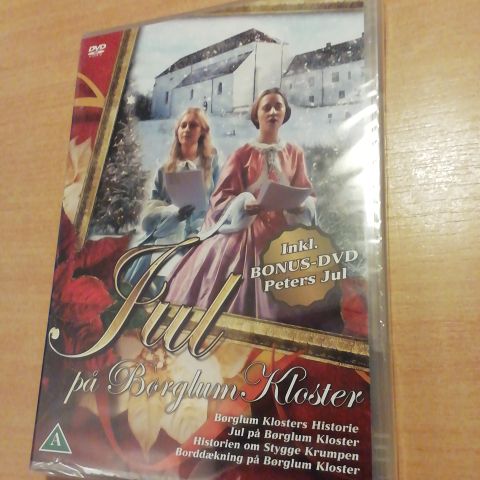 DVD
VIDEO
Inkl.
BONUS-DVD
Peters Jul
Jul
på Børglum Kloster
Børglum Klosters Historie
Jul på Børglum Kloster
Historien om Stygge Krumpen
Borddækning på Børglum Kloster
A